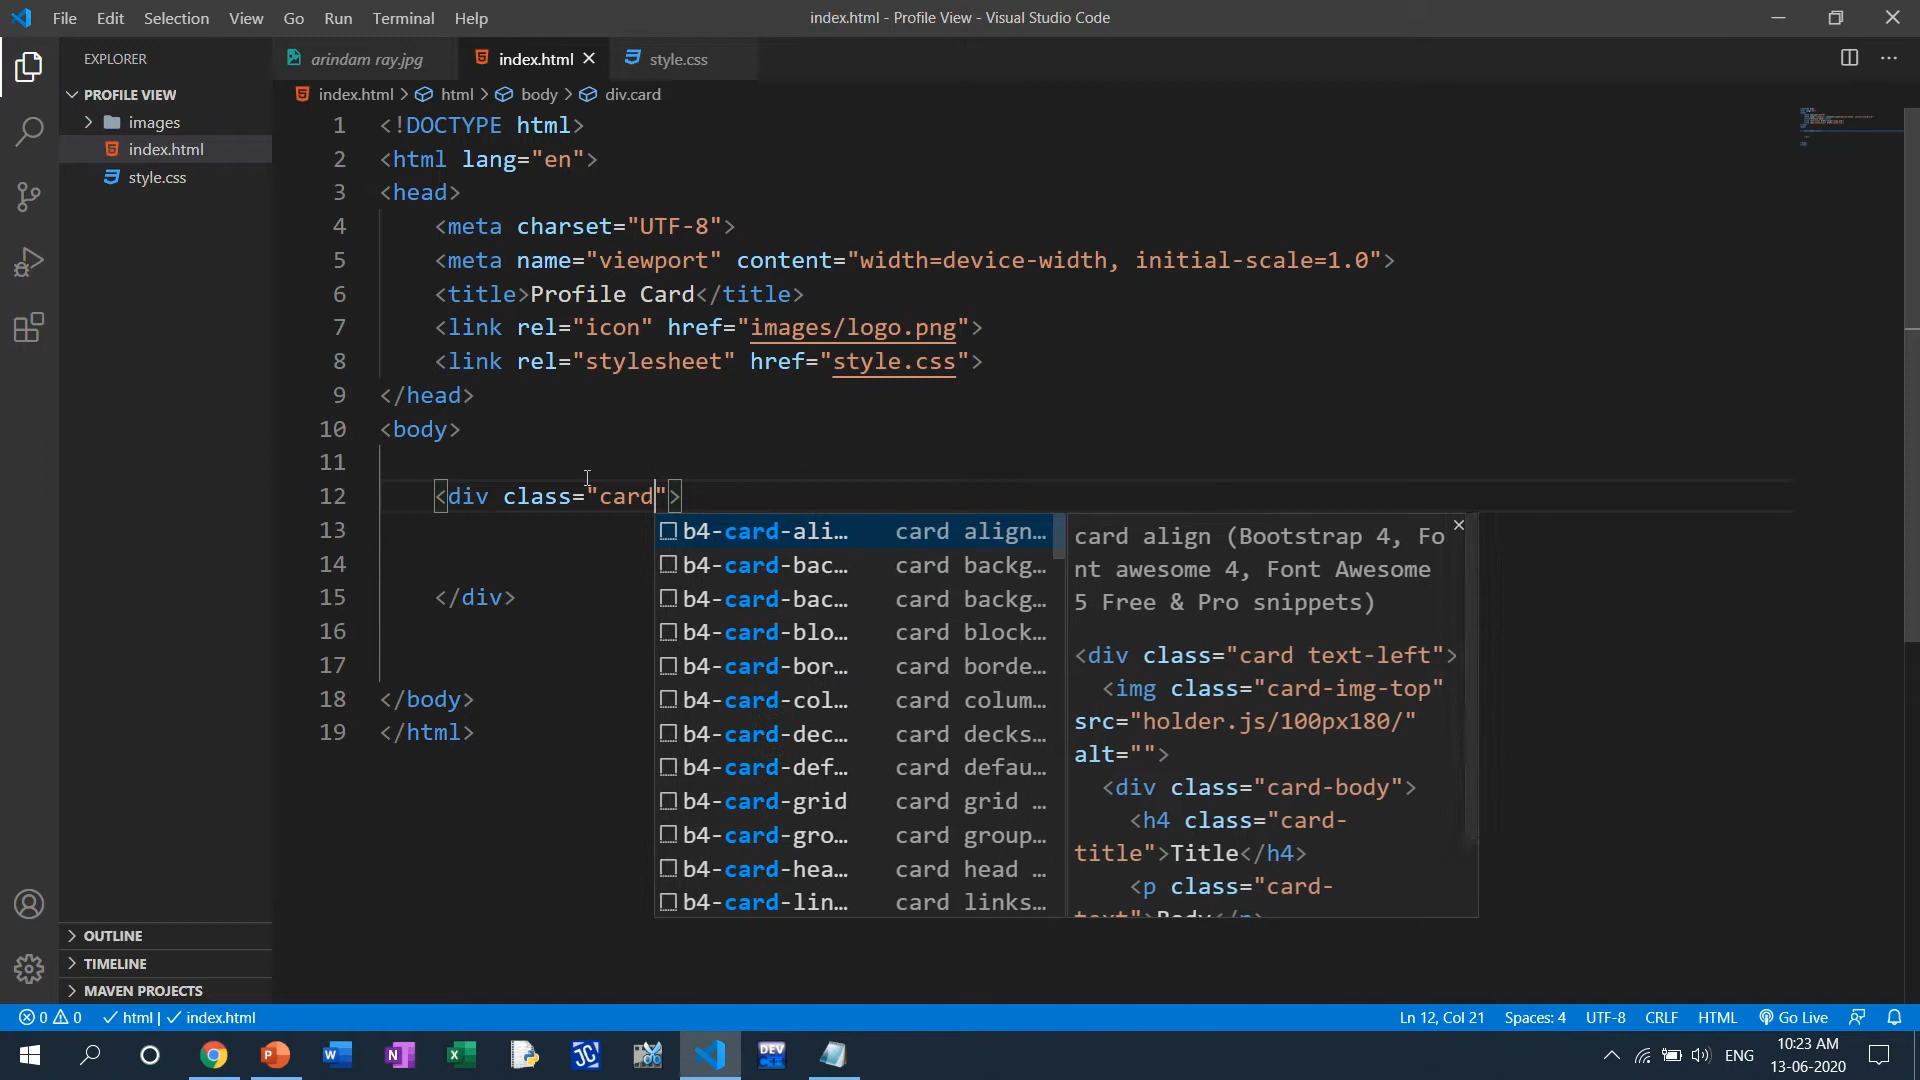 File Edit Selection View Go Run Terminal Help
index.html - Profile View - Visual Studio Code
EXPLORER
PROFILE VIEW
images
index.html
style.css
OUTLINE
TIMELINE
MAVEN PROJECTS
arindam ray.jpg
index.html
style.css
index.html > html > body > div.card
1 <!DOCTYPE html>
2 <html lang="en">
3 <head>
4 <meta charset="UTF-8">
5 <meta name="viewport" content="width=device-width, initial-scale=1.0">
6 <title>Profile Card</title>
7 <link rel="icon" href="images/logo.png">
8 <link rel="stylesheet" href="style.css">
9 </head>
10 <body>
11
12 <div class="card">
13
14
15 </div>
16
17
18 </body>
19 </html>
b4-card-ali… card align…
b4-card-bac… card backg…
b4-card-bac… card backg…
b4-card-blo… card block…
b4-card-bor… card borde…
b4-card-col… card colum…
b4-card-dec… card decks…
b4-card-def… card defau…
b4-card-grid card grid …
b4-card-gro… card group…
b4-card-hea… card head …
b4-card-lin… card links…
card align (Bootstrap 4, Fo
nt awesome 4, Font Awesome
5 Free & Pro snippets)
<div class="card text-left">
<img class="card-img-top"
src="holder.js/100px180/"
alt="">
<div class="card-body">
<h4 class="card-
title">Title</h4>
<p class="card-
text">Body</p>
0 0 html | index.html
Ln 12, Col 21 Spaces: 4 UTF-8 CRLF HTML Go Live
DEV
ENG
10:23 AM
13-06-2020